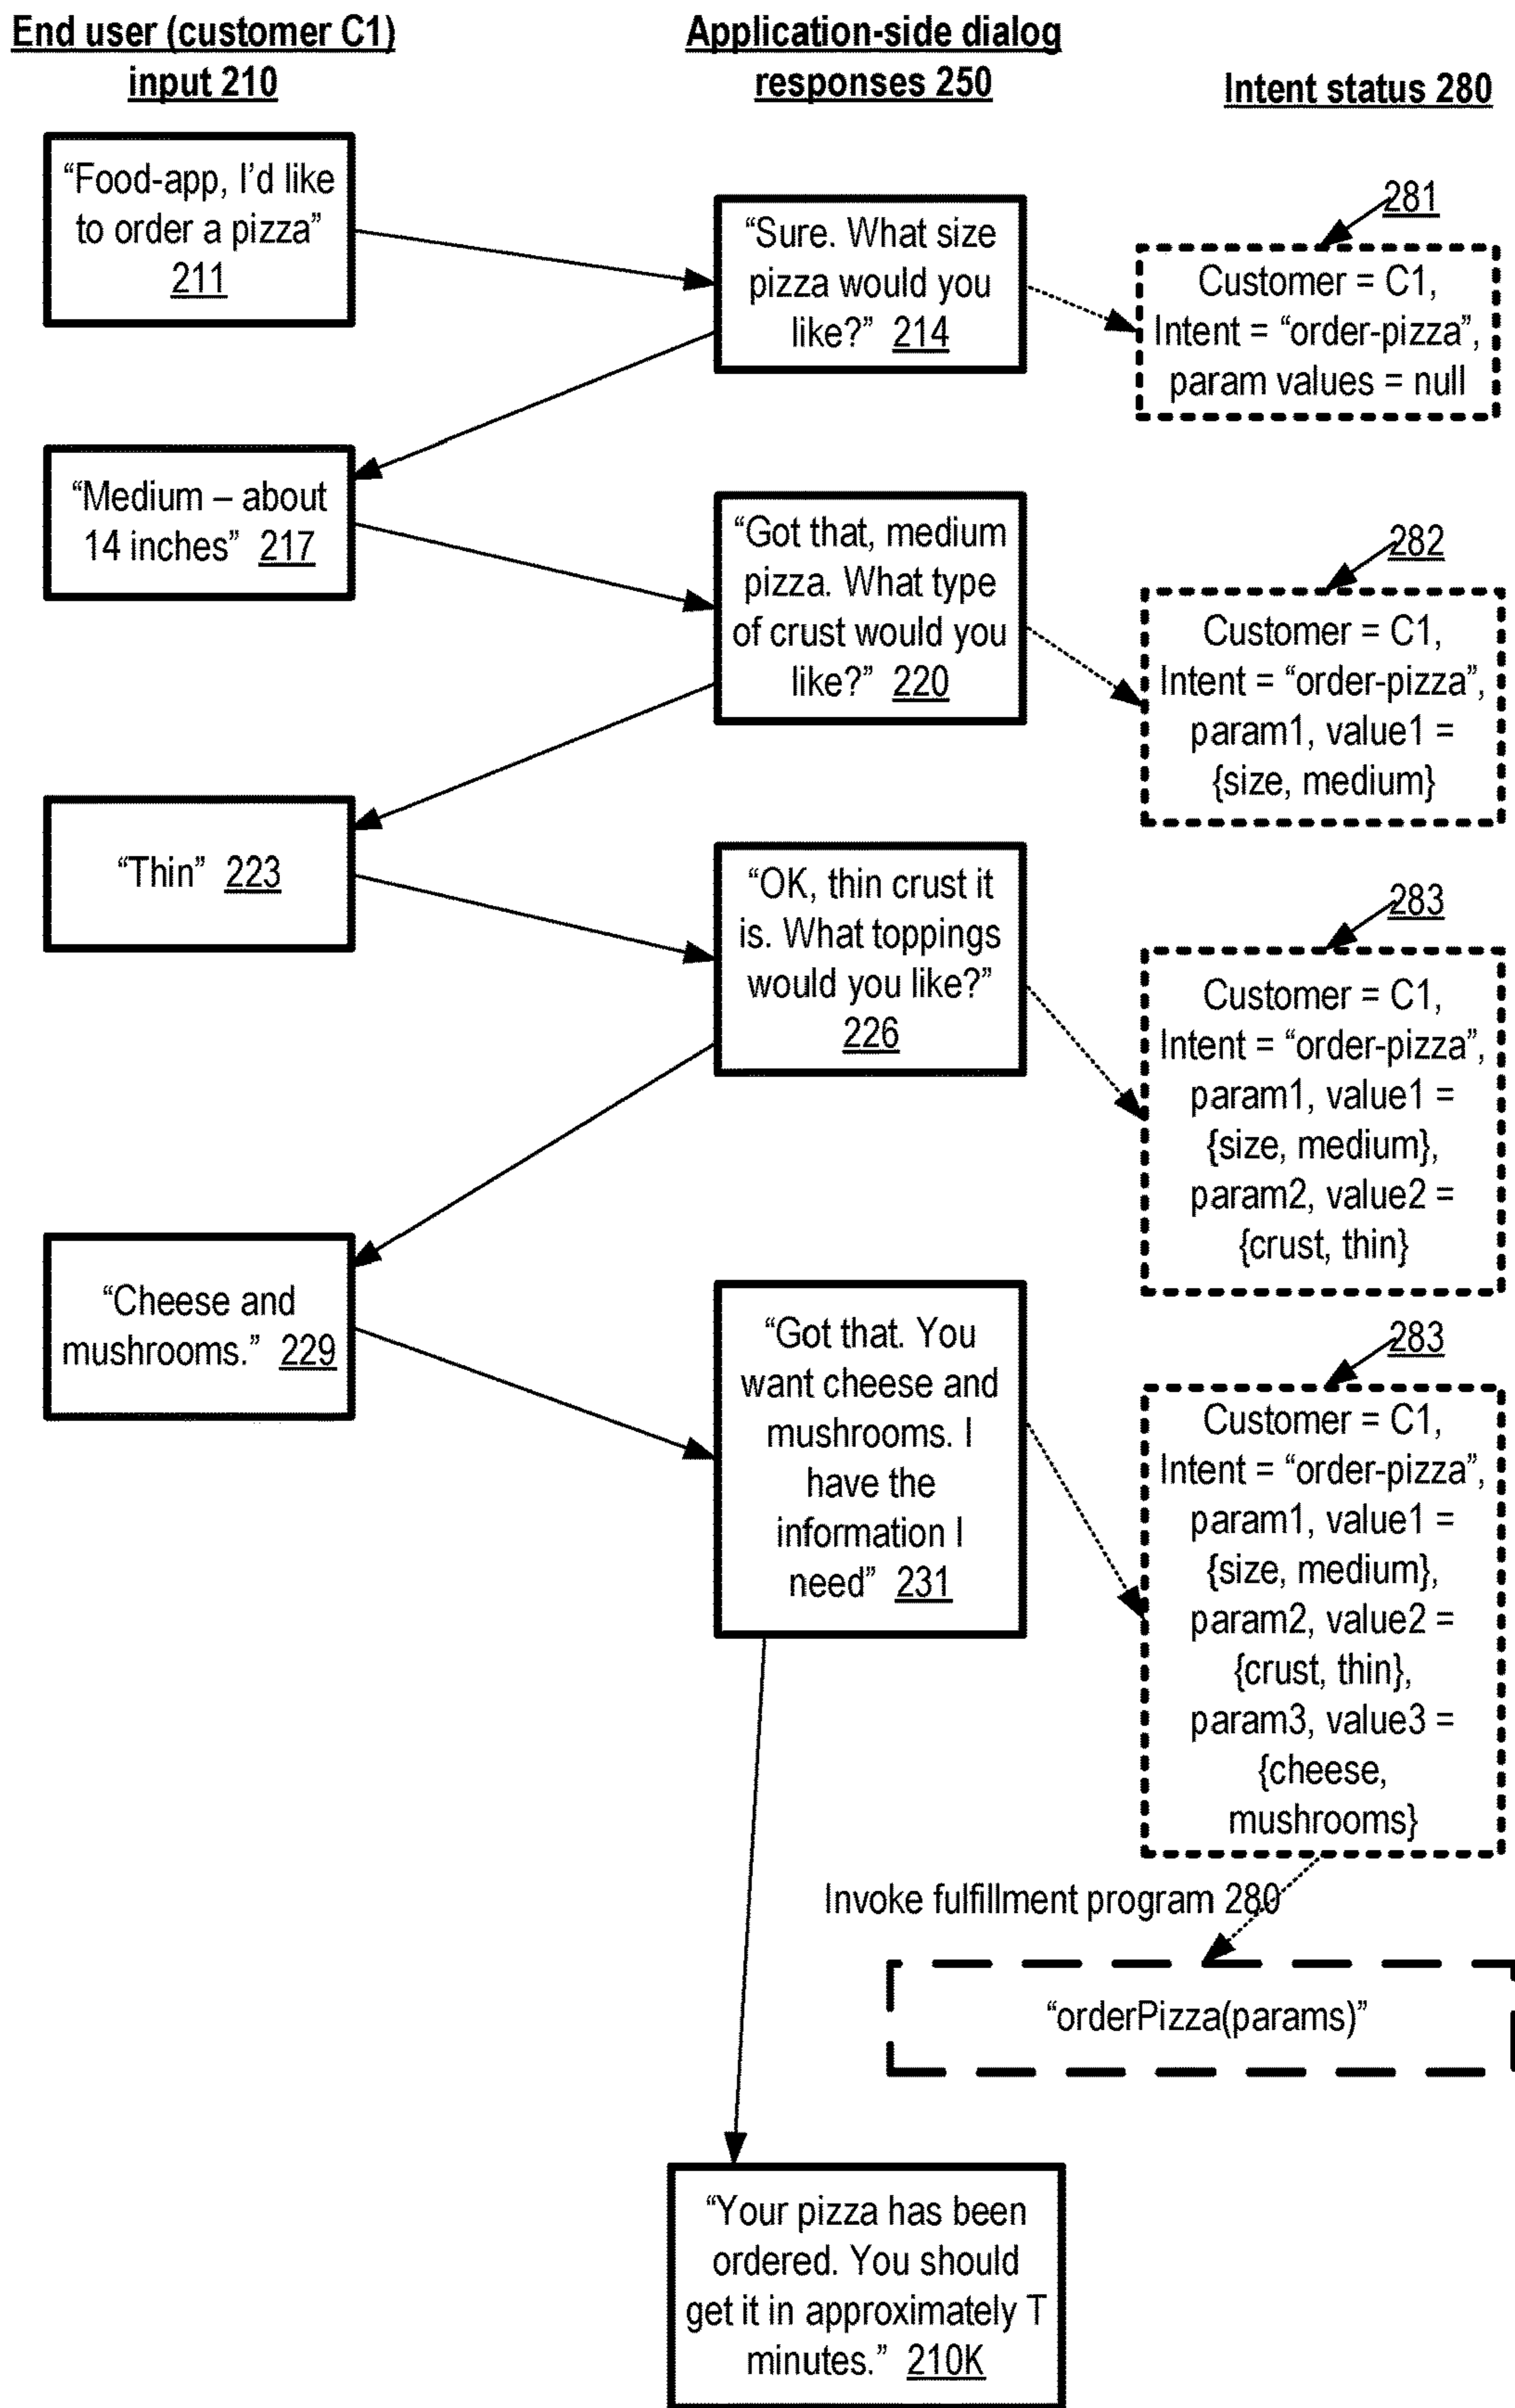 End user (customer C1)
input 210
Application-side dialog
responses 250
Intent status 280
“Food-app, I’d like
to order a pizza”
211
“Sure. What size
pizza would you
like?” 214
281
Customer = C1,
Intent = “order-pizza”,
param values = null
“Medium – about
14 inches” 217
“Got that, medium
pizza. What type
of crust would you
like?” 220
282
Customer = C1,
Intent = “order-pizza”,
param1, value1 =
{size, medium}
“Thin” 223
“OK, thin crust it
is. What toppings
would you like?”
226
283
Customer = C1,
Intent = “order-pizza”,
param1, value1 =
{size, medium},
param2, value2 =
{crust, thin}
“Cheese and
mushrooms.” 229
“Got that. You
want cheese and
mushrooms. I
have the
information I
need” 231
283
Customer = C1,
Intent = “order-pizza”,
param1, value1 =
{size, medium},
param2, value2 =
{crust, thin},
param3, value3 =
{cheese,
mushrooms}
Invoke fulfillment program 280
“orderPizza(params)”
“Your pizza has been
ordered. You should
get it in approximately T
minutes.” 210K